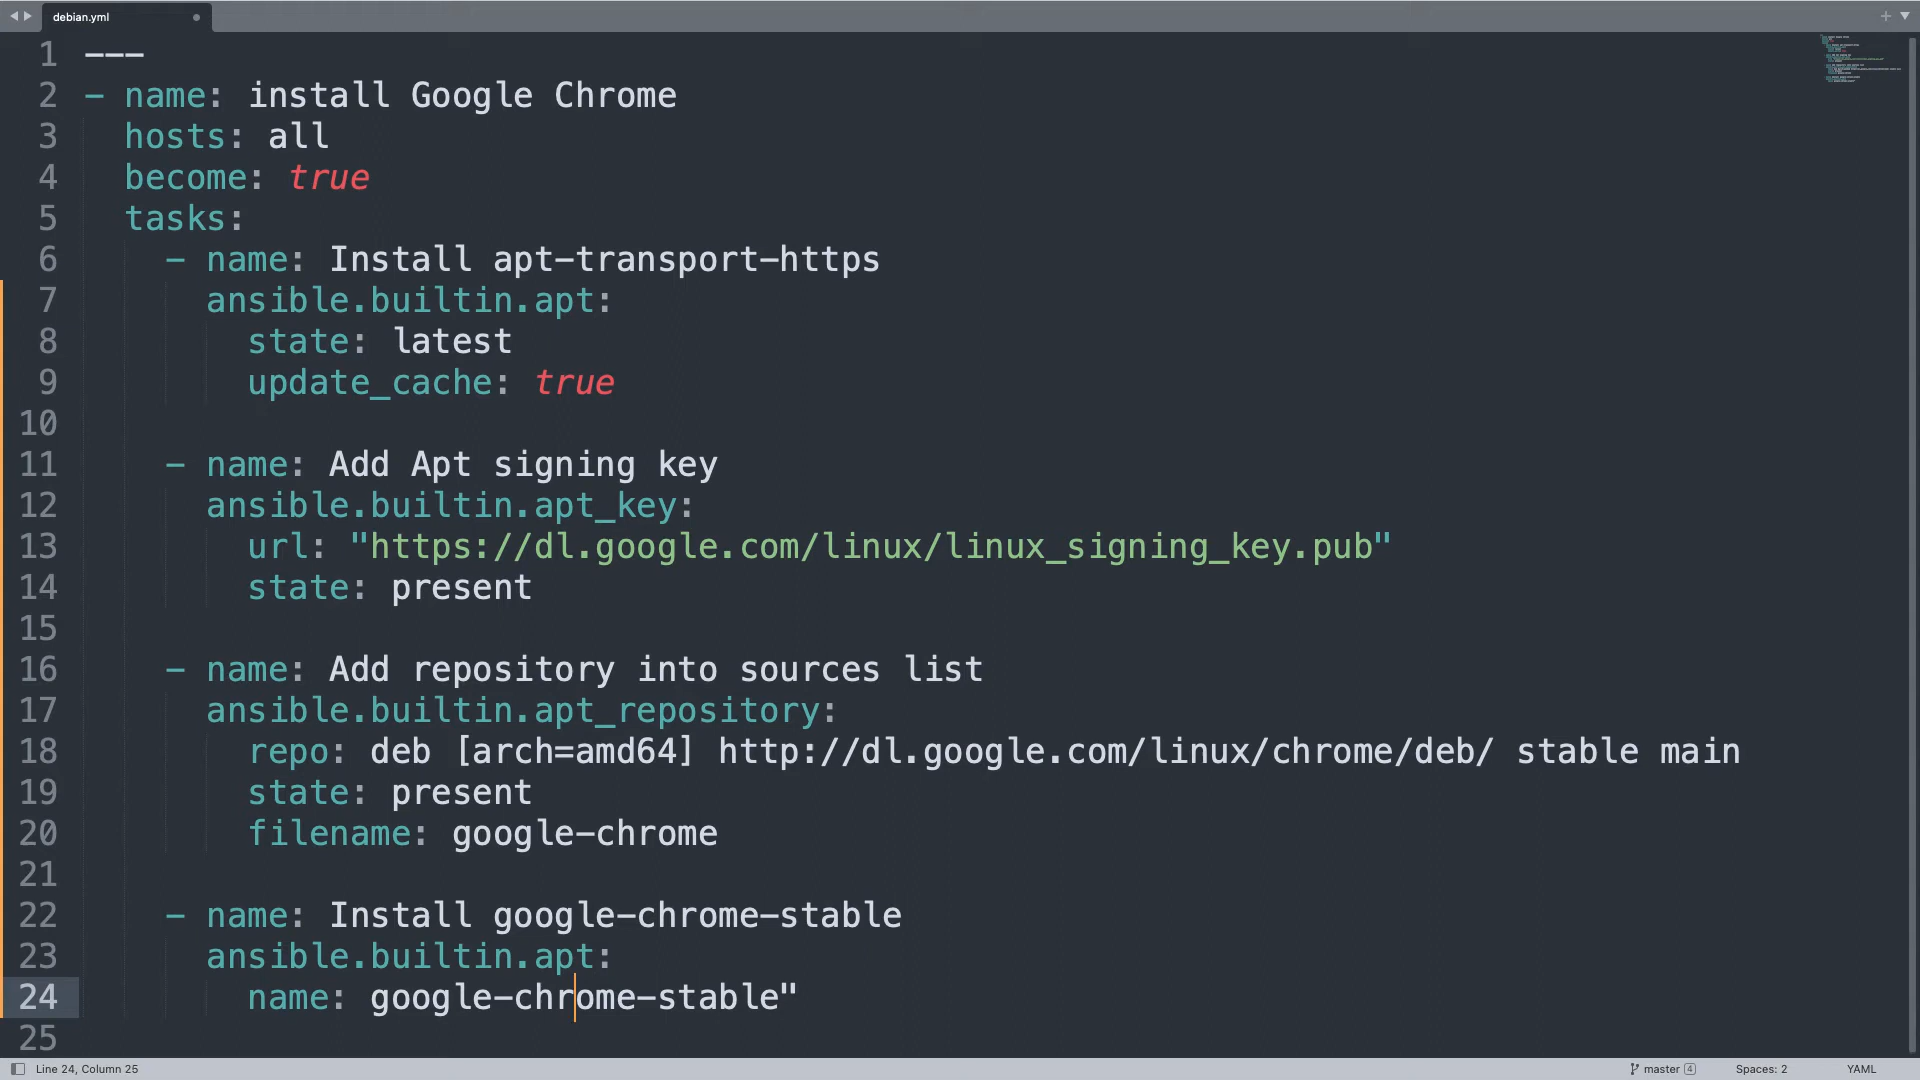 debian.yml
1 ---
2 - name: install Google Chrome
3 hosts: all
4 become: true
5 tasks:
6 - name: Install apt-transport-https
7 ansible.builtin.apt:
8 state: latest
9 update_cache: true
10
11 - name: Add Apt signing key
12 ansible.builtin.apt_key:
13 url: "https://dl.google.com/linux/linux_signing_key.pub"
14 state: present
15
16 - name: Add repository into sources list
17 ansible.builtin.apt_repository:
18 repo: deb [arch=amd64] http://dl.google.com/linux/chrome/deb/ stable main
19 state: present
20 filename: google-chrome
21
22 - name: Install google-chrome-stable
23 ansible.builtin.apt:
24 name: google-chrome-stable"
25
Line 24, Column 25 master 4 Spaces: 2 YAML